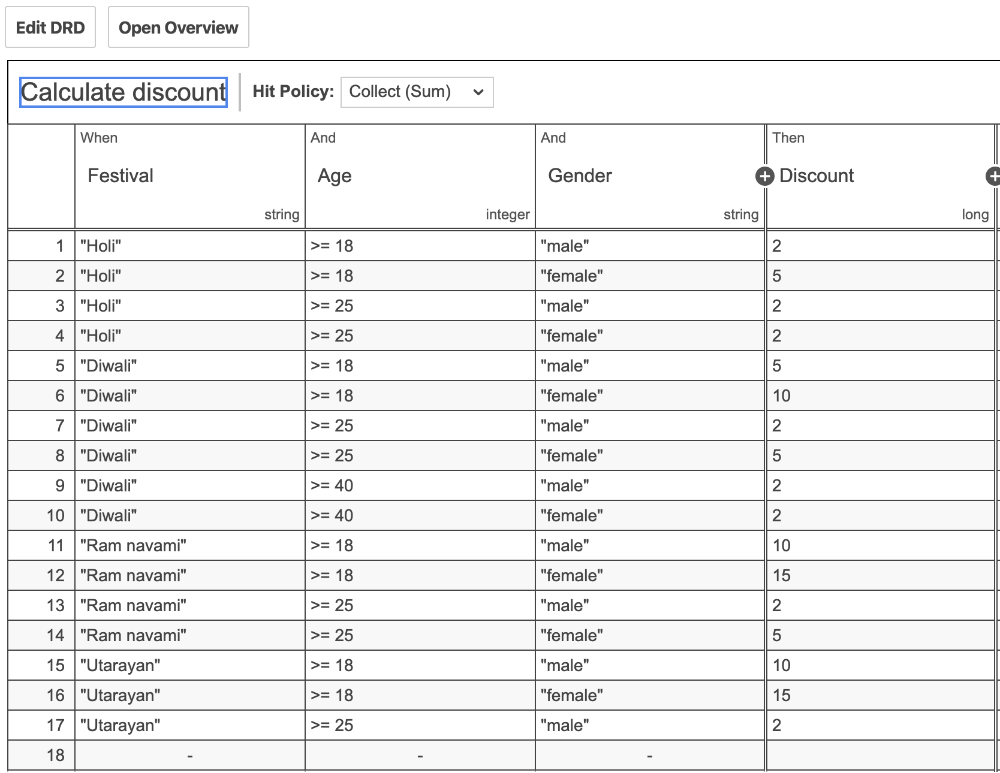 Edit DRD Open Overview
Calculate discount Hit Policy: Collect (Sum)
When And And Then
Festival Age Gender Discount
string integer string long
1 "Holi" >= 18 "male" 2
2 "Holi" >= 18 "female" 5
3 "Holi" >= 25 "male" 2
4 "Holi" >= 25 "female" 2
5 "Diwali" >= 18 "male" 5
6 "Diwali" >= 18 "female" 10
7 "Diwali" >= 25 "male" 2
8 "Diwali" >= 25 "female" 5
9 "Diwali" >= 40 "male" 2
10 "Diwali" >= 40 "female" 2
11 "Ram navami" >= 18 "male" 10
12 "Ram navami" >= 18 "female" 15
13 "Ram navami" >= 25 "male" 2
14 "Ram navami" >= 25 "female" 5
15 "Utarayan" >= 18 "male" 10
16 "Utarayan" >= 18 "female" 15
17 "Utarayan" >= 25 "male" 2
18 - - -